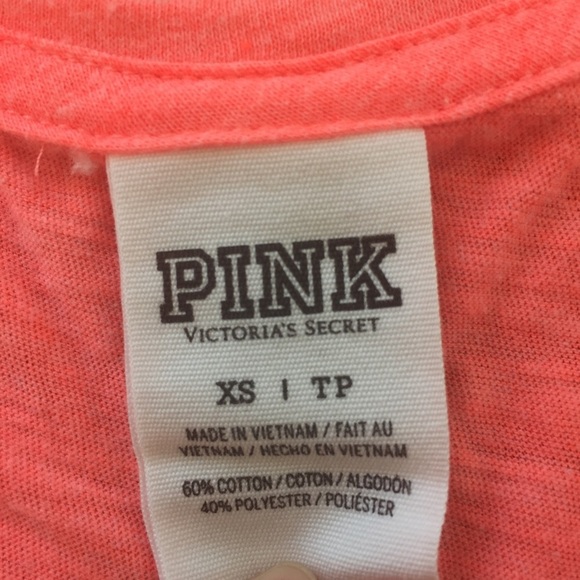 PINK
VICTORIA'S SECRET
XS | TP
MADE IN VIETNAM / FAIT AU
VIETNAM / HECHO EN VIETNAM
60% COTTON / COTON / ALGODÓN
40% POLYESTER / POLIÉSTER